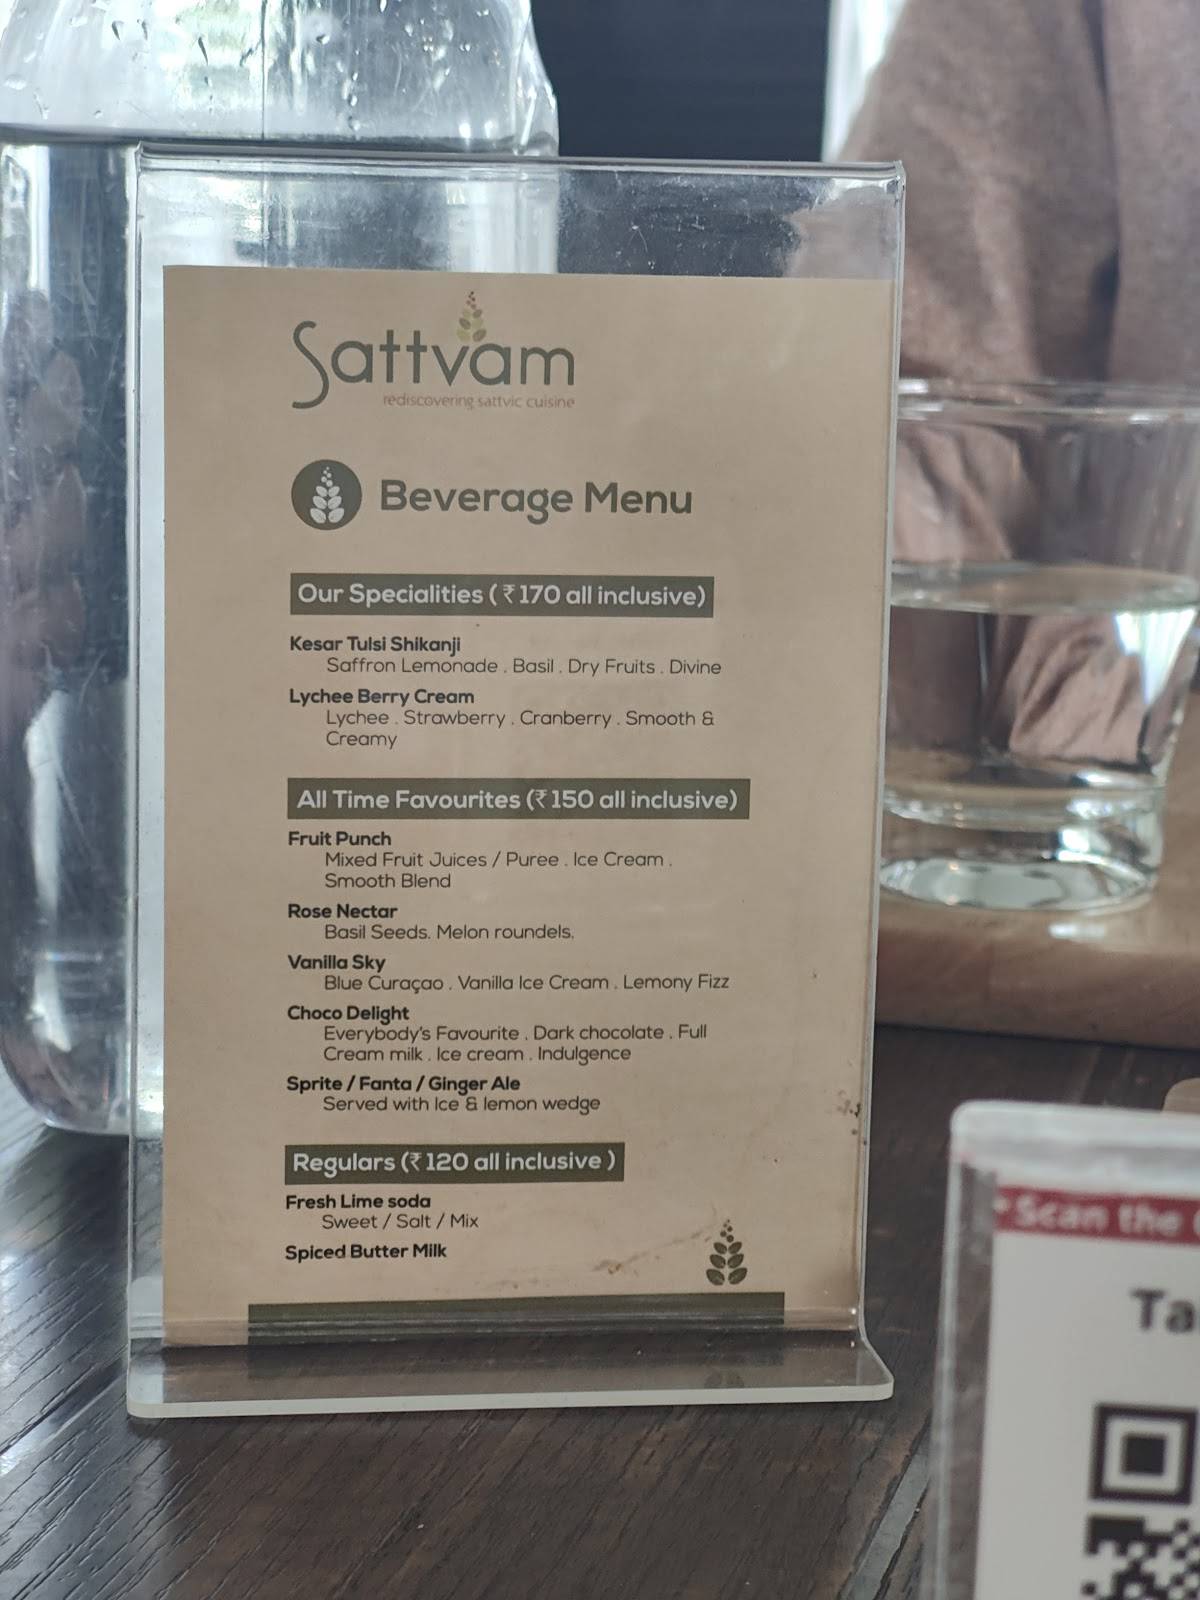 Sattvam
rediscovering sattvic cuisine
Beverage Menu
Our Specialities (₹170 all inclusive)
Kesar Tulsi Shikanji
Saffron Lemonade . Basil . Dry Fruits . Divine
Lychee Berry Cream
Lychee . Strawberry . Cranberry . Smooth &
Creamy
All Time Favourites (₹150 all inclusive)
Fruit Punch
Mixed Fruit Juices / Puree . Ice Cream .
Smooth Blend
Rose Nectar
Basil Seeds. Melon roundels.
Vanilla Sky
Blue Curaçao . Vanilla Ice Cream . Lemony Fizz
Choco Delight
Everybody's Favourite . Dark chocolate . Full
Cream milk . Ice cream . Indulgence
Sprite / Fanta / Ginger Ale
Served with Ice & lemon wedge
Regulars (₹120 all inclusive )
Fresh Lime soda
Sweet / Salt / Mix
Spiced Butter Milk
Scan the